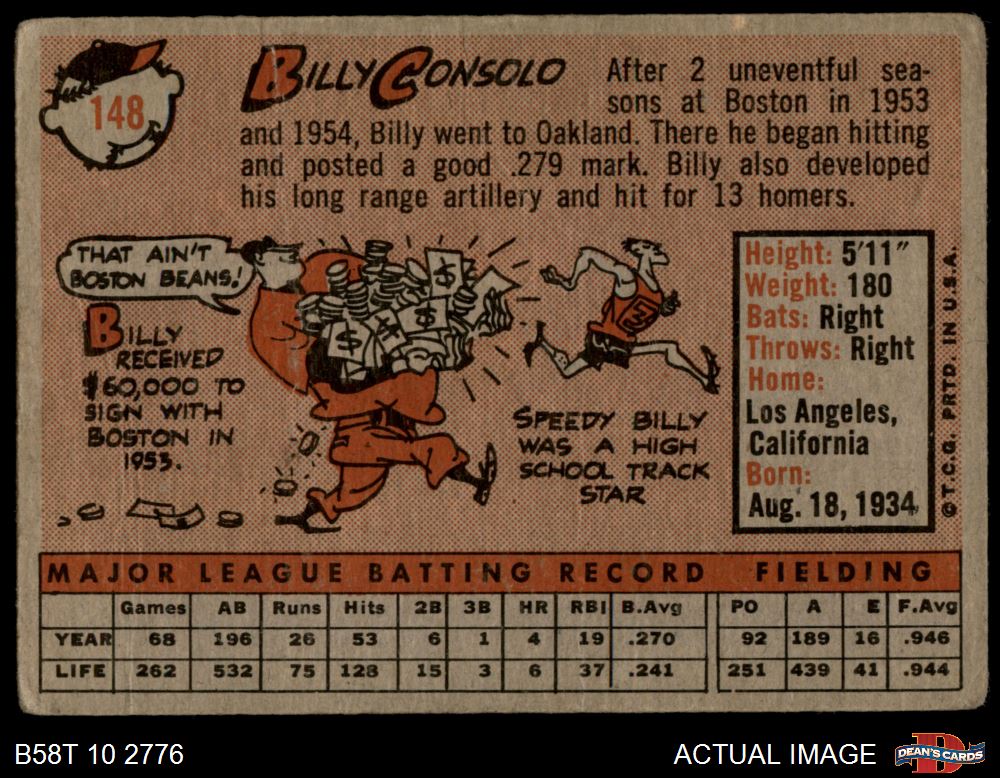 148
BILLY CONSOLO
After 2 uneventful sea-
sons at Boston in 1953
and 1954, Billy went to Oakland. There he began hitting
and posted a good .279 mark. Billy also developed
his long range artillery and hit for 13 homers.
THAT AIN'T
BOSTON BEANS!
BILLY
RECEIVED
$60,000 TO
SIGN WITH
BOSTON IN
1953.
$ $ $ $
SPEEDY BILLY
WAS A HIGH
SCHOOL TRACK
STAR
Height: 5'11"
Weight: 180
Bats: Right
Throws: Right
Home:
Los Angeles,
California
Born:
Aug. 18, 1934
© T.C.G. PRTD. IN U.S.A.
MAJOR LEAGUE BATTING RECORD FIELDING
Games AB Runs Hits 2B 3B HR RBI B.Avg PO A E F.Avg
YEAR 68 196 26 53 6 1 4 19 .270 92 189 16 .946
LIFE 262 532 75 128 15 3 6 37 .241 251 439 41 .944
B58T 10 2776
ACTUAL IMAGE
DEAN'S CARDS